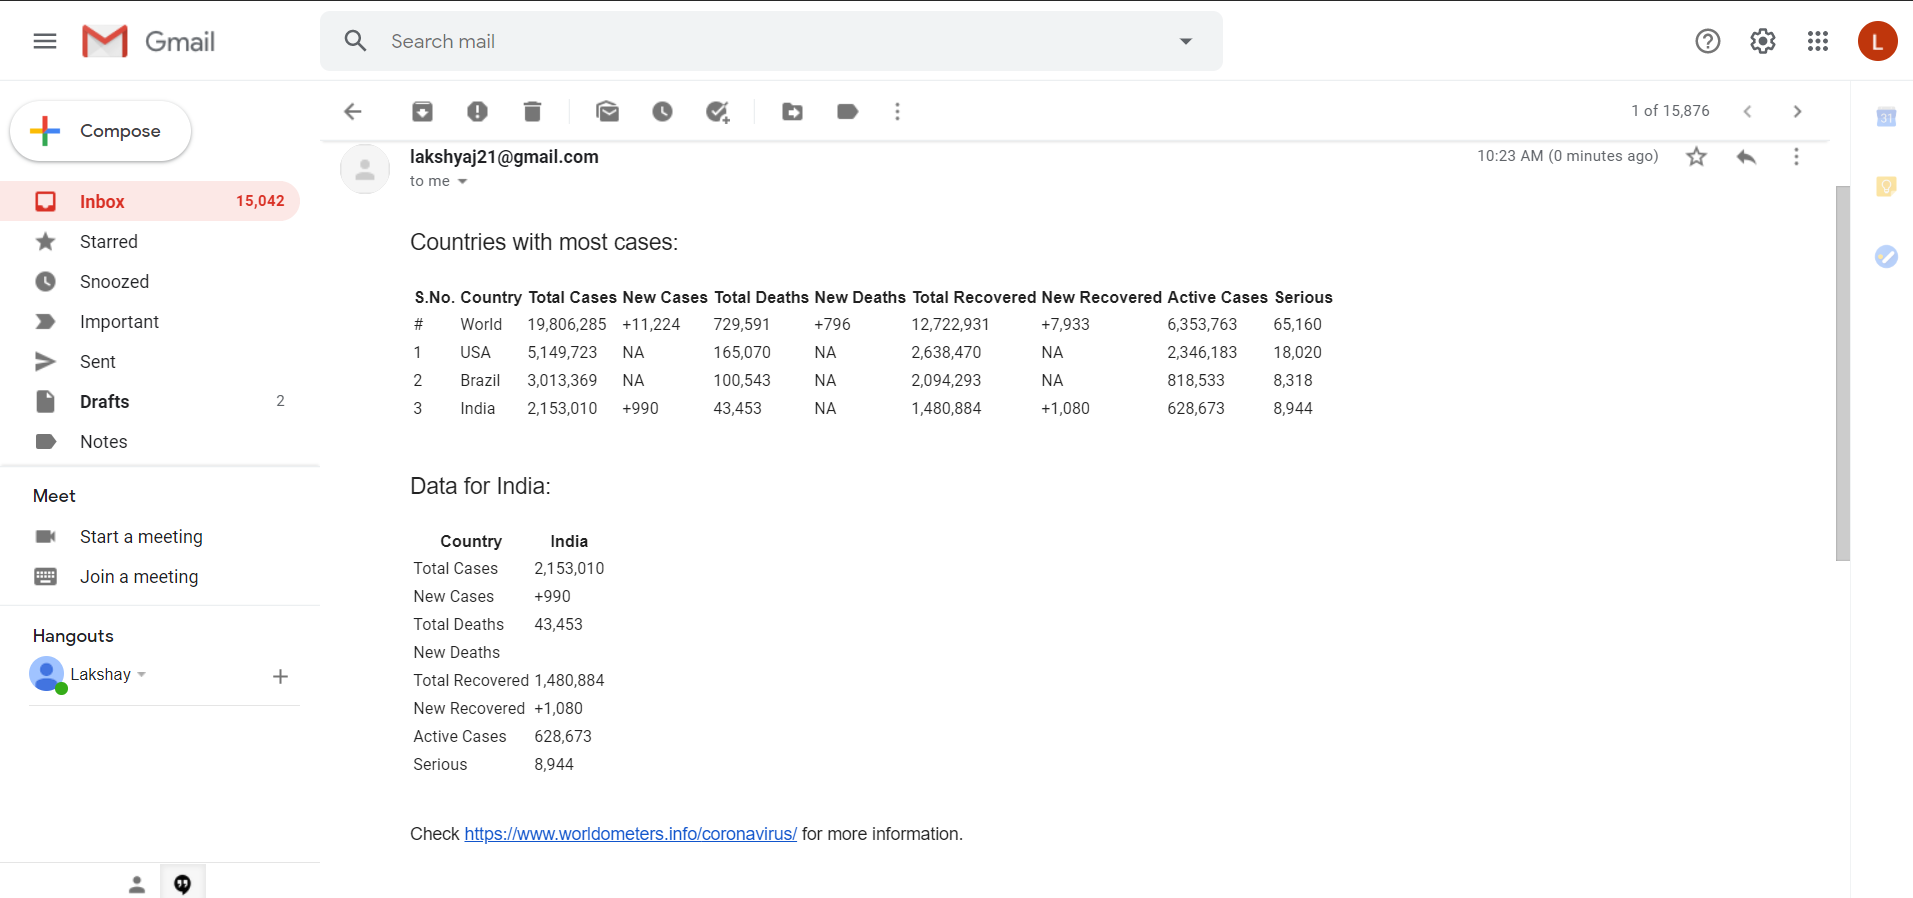 Gmail
Search mail
L
Compose
1 of 15,876
31
Inbox 15,042
Starred
Snoozed
Important
Sent
Drafts 2
Notes
Meet
Start a meeting
Join a meeting
Hangouts
Lakshay
lakshyaj21@gmail.com
10:23 AM (0 minutes ago)
to me
Countries with most cases:
S.No. Country Total Cases New Cases Total Deaths New Deaths Total Recovered New Recovered Active Cases Serious
# World 19,806,285 +11,224 729,591 +796 12,722,931 +7,933 6,353,763 65,160
1 USA 5,149,723 NA 165,070 NA 2,638,470 NA 2,346,183 18,020
2 Brazil 3,013,369 NA 100,543 NA 2,094,293 NA 818,533 8,318
3 India 2,153,010 +990 43,453 NA 1,480,884 +1,080 628,673 8,944
Data for India:
Country India
Total Cases 2,153,010
New Cases +990
Total Deaths 43,453
New Deaths
Total Recovered 1,480,884
New Recovered +1,080
Active Cases 628,673
Serious 8,944
Check https://www.worldometers.info/coronavirus/ for more information.